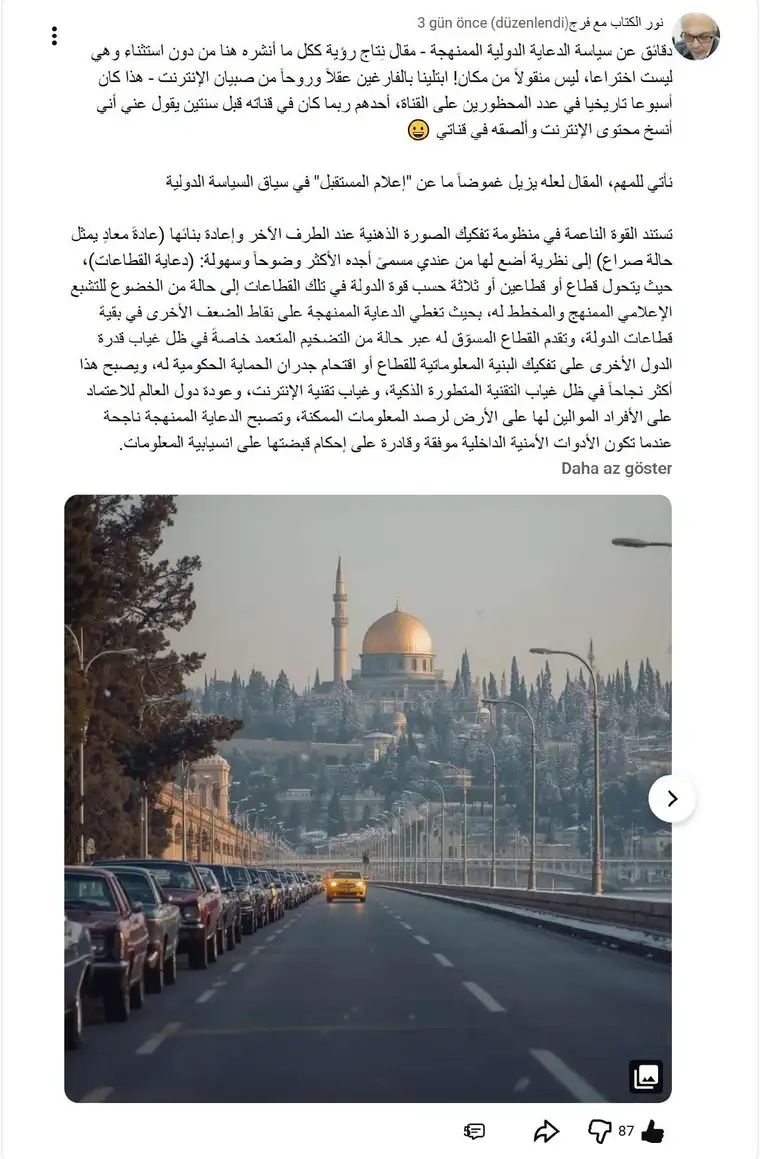 نور الكتاب مع فرج
3 gün önce (düzenlendi)
دقائق عن سياسة الدعاية الدولية الممنهجة - مقال نِتاج رؤية ككل ما أنشره هنا من دون استثناء وهي
ليست اختراعا، ليس منقولاً من مكان! ابتلينا بالفارغين عقلاً وروحاً من صبيان الإنترنت - هذا كان
أسبوعا تاريخيا في عدد المحظورين على القناة، أحدهم ربما كان في قناته قبل سنتين يقول عني أني
أنسخ محتوى الإنترنت وألصقه في قناتي 😀
نأتي للمهم، المقال لعله يزيل غموضاً ما عن "إعلام المستقبل" في سياق السياسة الدولية
تستند القوة الناعمة في منظومة تفكيك الصورة الذهنية عند الطرف الآخر وإعادة بنائها (عادةً معادٍ يمثل
حالة صراع) إلى نظرية أضع لها من عندي مسمىً أجده الأكثر وضوحاً وسهولة: (دعاية القطاعات)،
حيث يتحول قطاع أو قطاعين أو ثلاثة حسب قوة الدولة في تلك القطاعات إلى حالة من الخضوع للتشبع
الإعلامي الممنهج والمخطط له، بحيث تغطي الدعاية الممنهجة على نقاط الضعف الأخرى في بقية
قطاعات الدولة، وتقدم القطاع المسوّق له عبر حالة من التضخيم المتعمد خاصةً في ظل غياب قدرة
الدول الأخرى على تفكيك البنية المعلوماتية للقطاع أو اقتحام جدران الحماية الحكومية له، ويصبح هذا
أكثر نجاحاً في ظل غياب التقنية المتطورة الذكية، وغياب تقنية الإنترنت، وعودة دول العالم للاعتماد
على الأفراد الموالين لها على الأرض لرصد المعلومات الممكنة، وتصبح الدعاية الممنهجة ناجحة
عندما تكون الأدوات الأمنية الداخلية موفقة وقادرة على إحكام قبضتها على انسيابية المعلومات.
Daha az göster
87
5